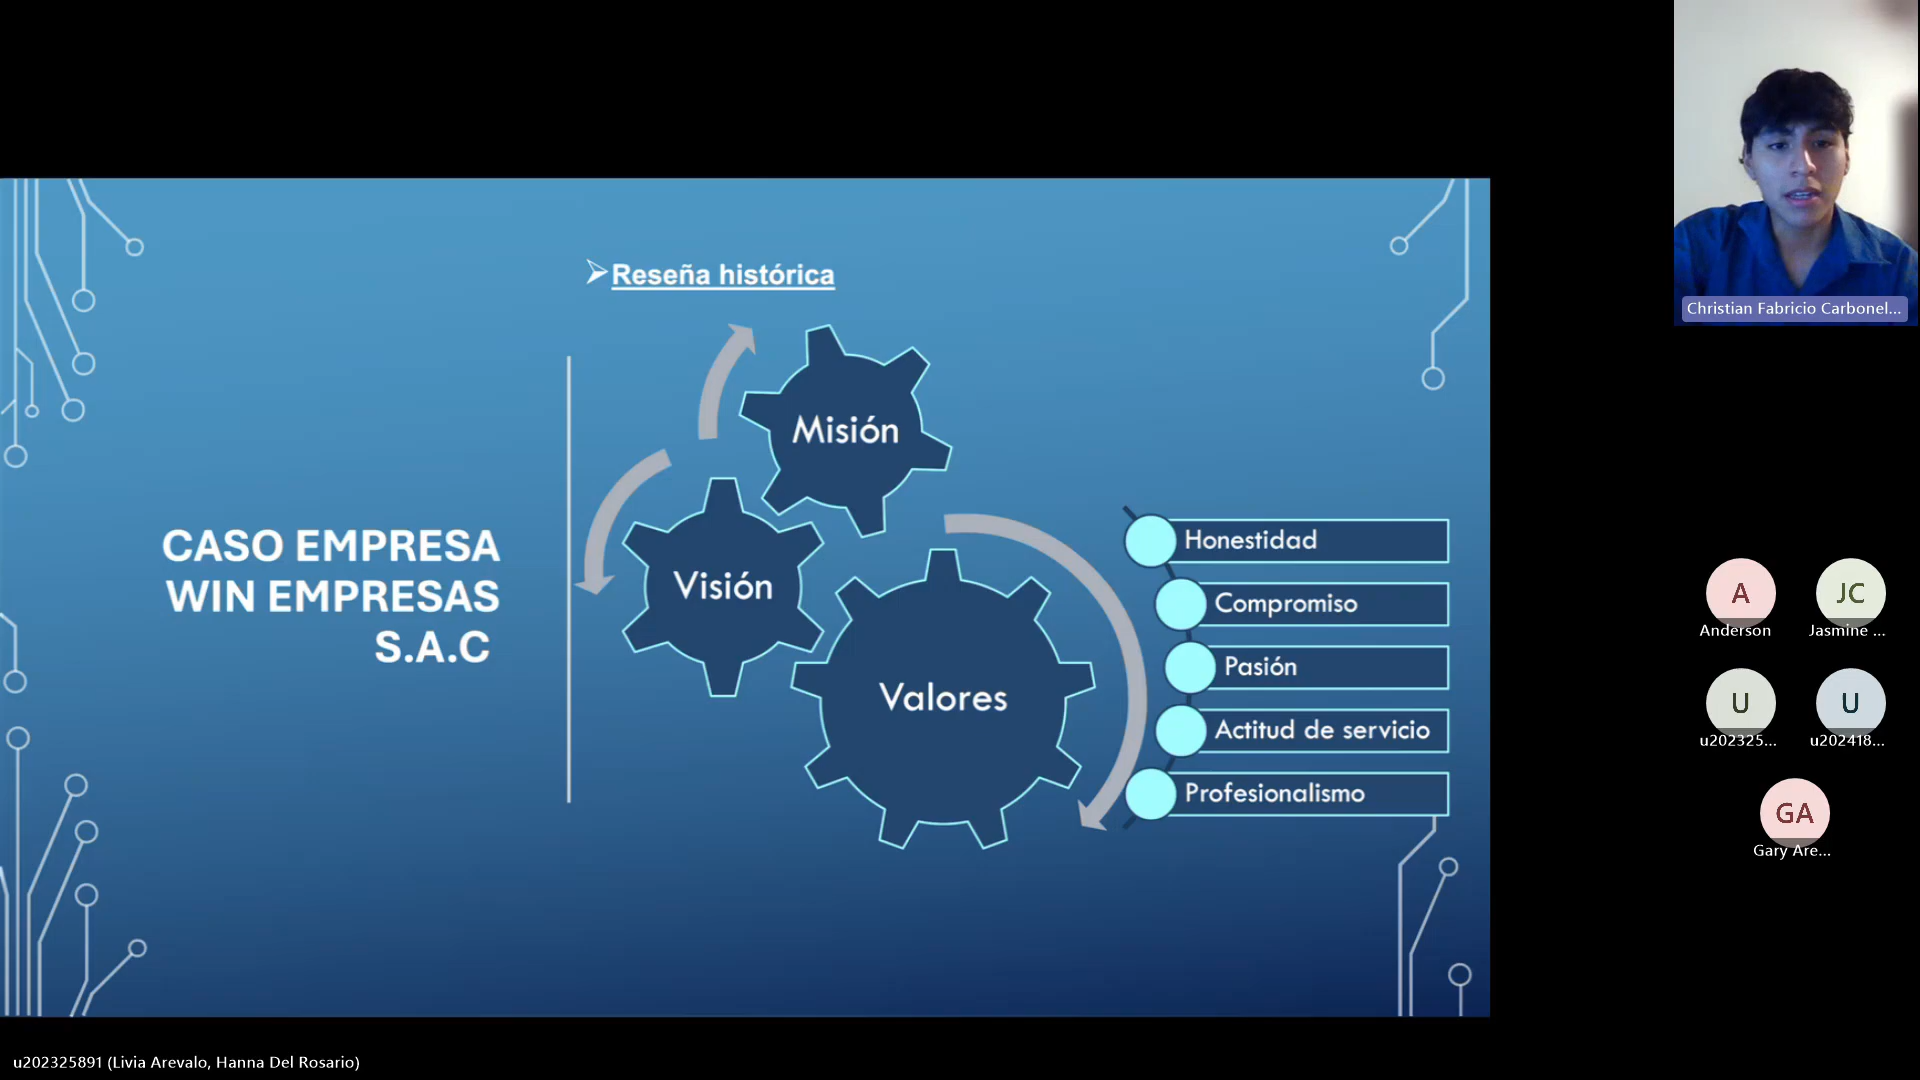 Reseña histórica
CASO EMPRESA
WIN EMPRESAS
S.A.C
Misión
Visión
Valores
Honestidad
Compromiso
Pasión
Actitud de servicio
Profesionalismo
Christian Fabricio Carbonel...
A
Anderson
JC
Jasmine ...
U
u202325...
U
u202418...
GA
Gary Are...
u202325891 (Livia Arevalo, Hanna Del Rosario)